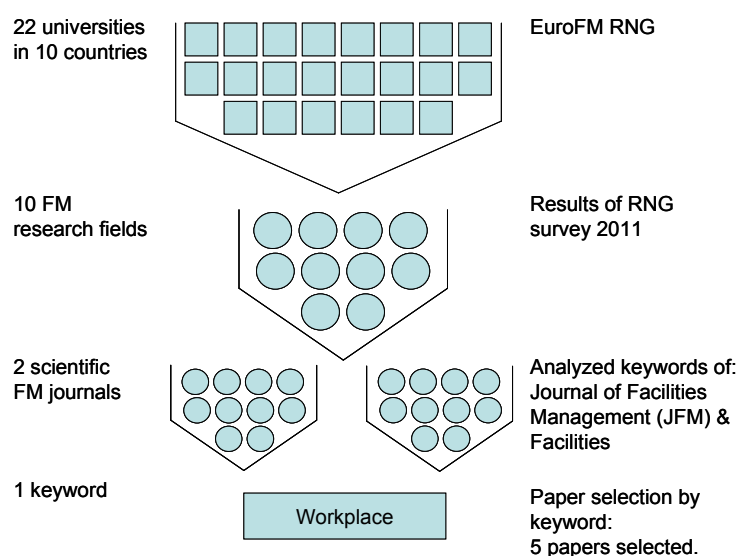 22 universities
in 10 countries
EuroFM RNG
10 FM
research fields
Results of RNG
survey 2011
2 scientific
FM journals
Analyzed keywords of:
Journal of Facilities
Management (JFM) &
Facilities
1 keyword
Workplace
Paper selection by
keyword:
5 papers selected.